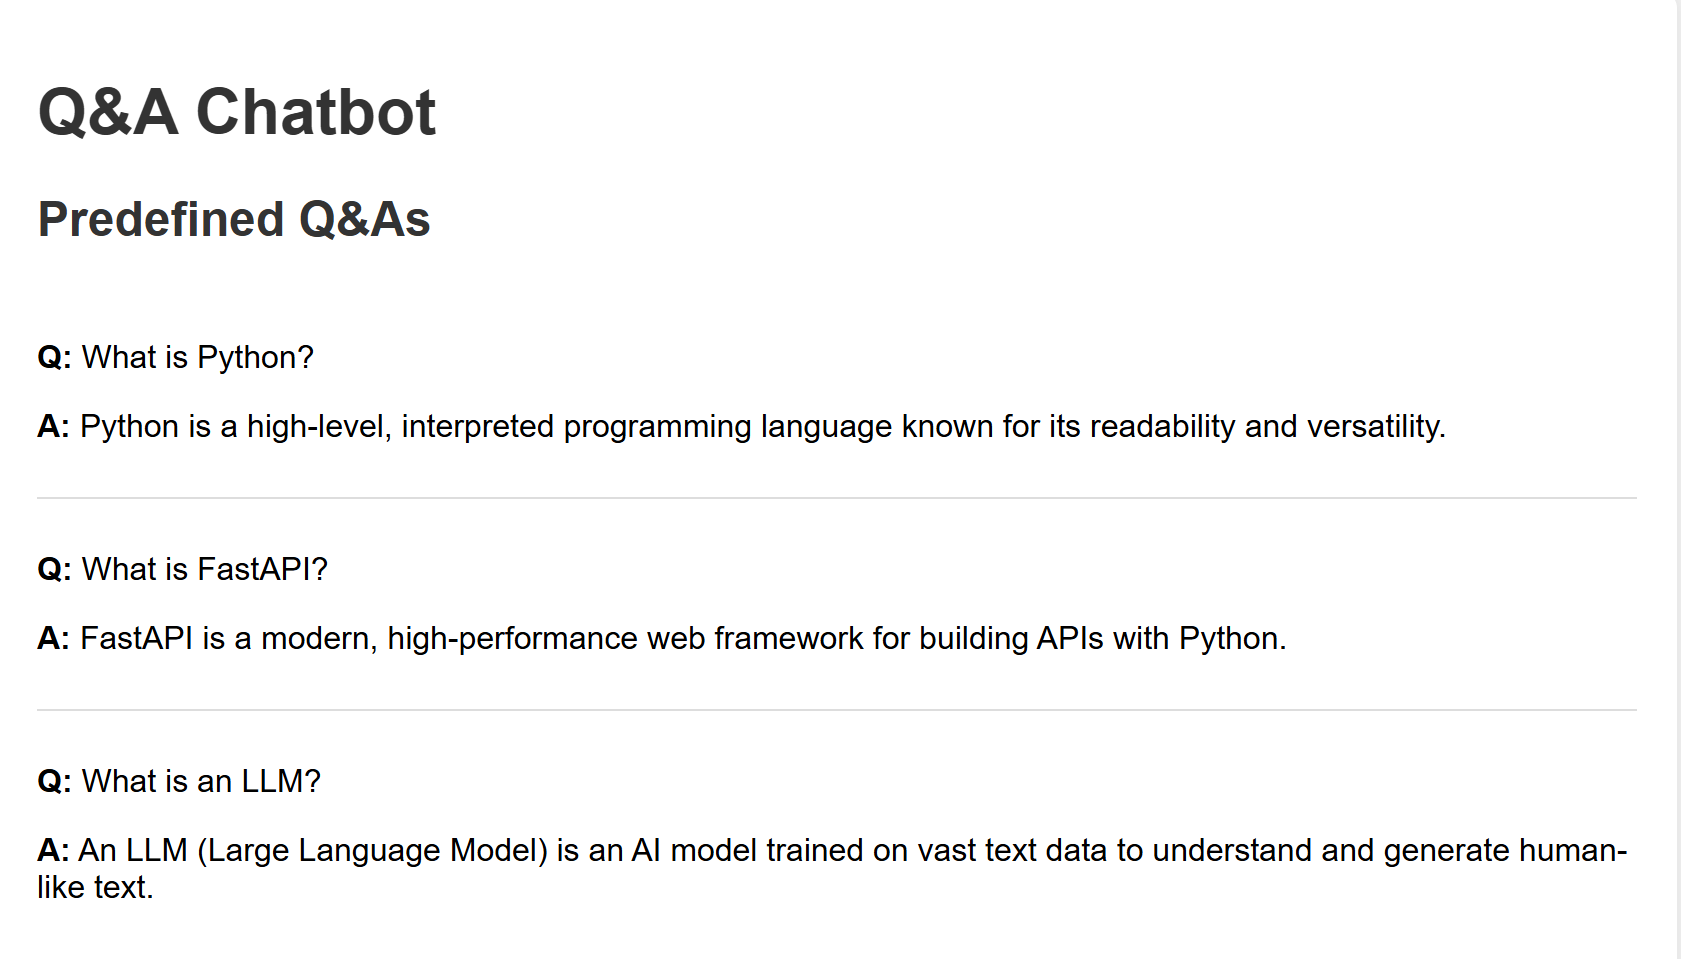 Q&A Chatbot
Predefined Q&As
Q: What is Python?
A: Python is a high-level, interpreted programming language known for its readability and versatility.
Q: What is FastAPI?
A: FastAPI is a modern, high-performance web framework for building APIs with Python.
Q: What is an LLM?
A: An LLM (Large Language Model) is an AI model trained on vast text data to understand and generate human-
like text.